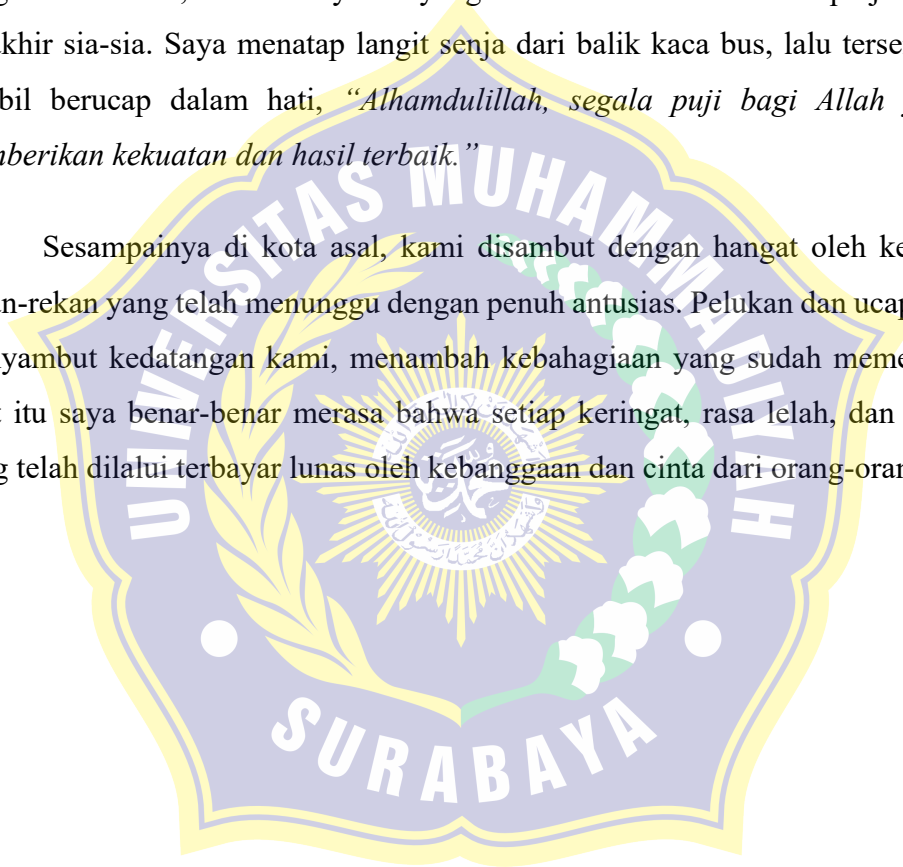 akhir sia-sia. Saya menatap langit senja dari balik kaca bus, lalu terse
bil berucap dalam hati, “Alhamdulillah, segala puji bagi Allah
mberikan kekuatan dan hasil terbaik.”
Sesampainya di kota asal, kami disambut dengan hangat oleh ke
n-rekan yang telah menunggu dengan penuh antusias. Pelukan dan ucap
yambut kedatangan kami, menambah kebahagiaan yang sudah meme
t itu saya benar-benar merasa bahwa setiap keringat, rasa lelah, dan
g telah dilalui terbayar lunas oleh kebanggaan dan cinta dari orang-oran
UNIVERSITAS MUHAMMADIYAH
SURABAYA